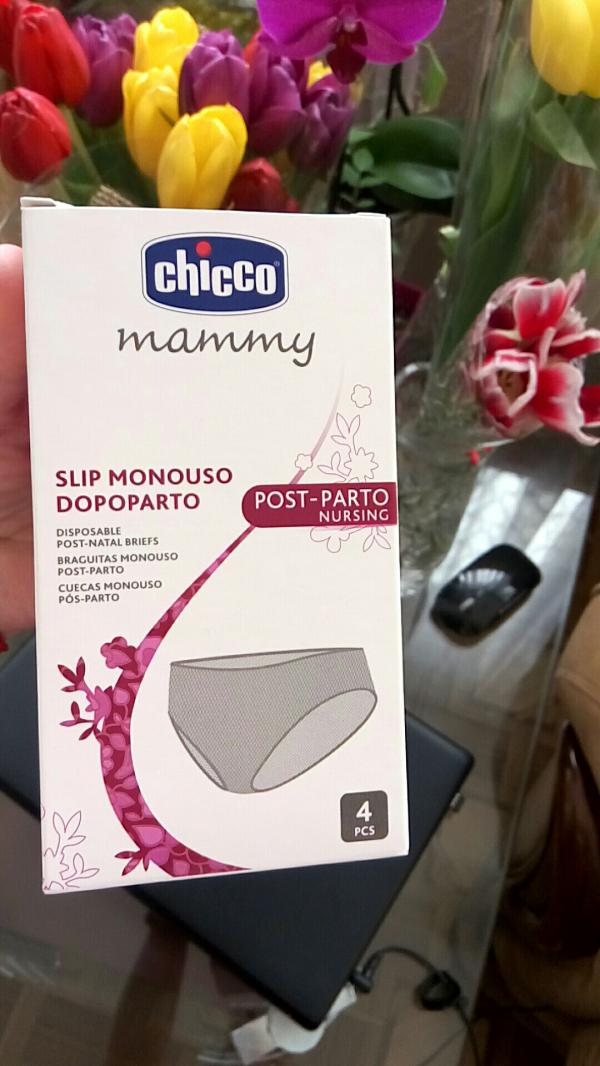 chicco
mammy
SLIP MONOUSO
DOPOPARTO
POST-PARTO
NURSING
DISPOSABLE
POST-NATAL BRIEFS
BRAGUITAS MONOUSO
POST-PARTO
CUECAS MONOUSO
PÓS-PARTO
4
PCS